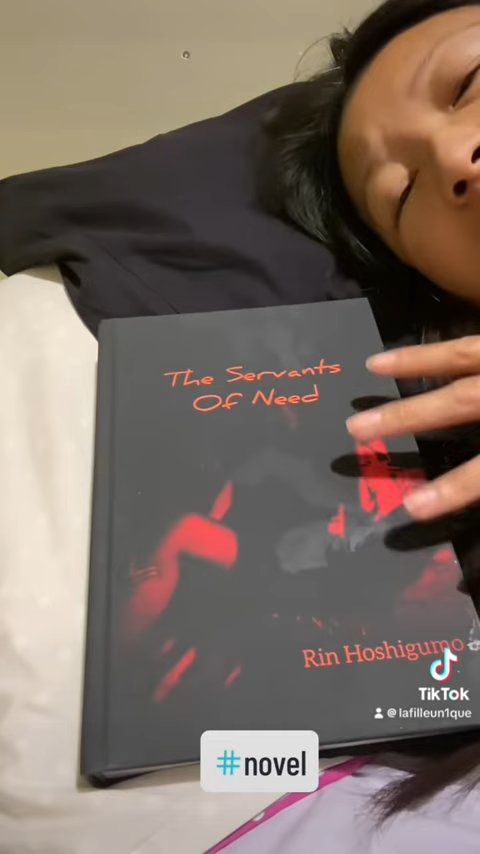 The Servants
Of Need
Rin Hoshigumo
TikTok
@lafilleun1que
#novel